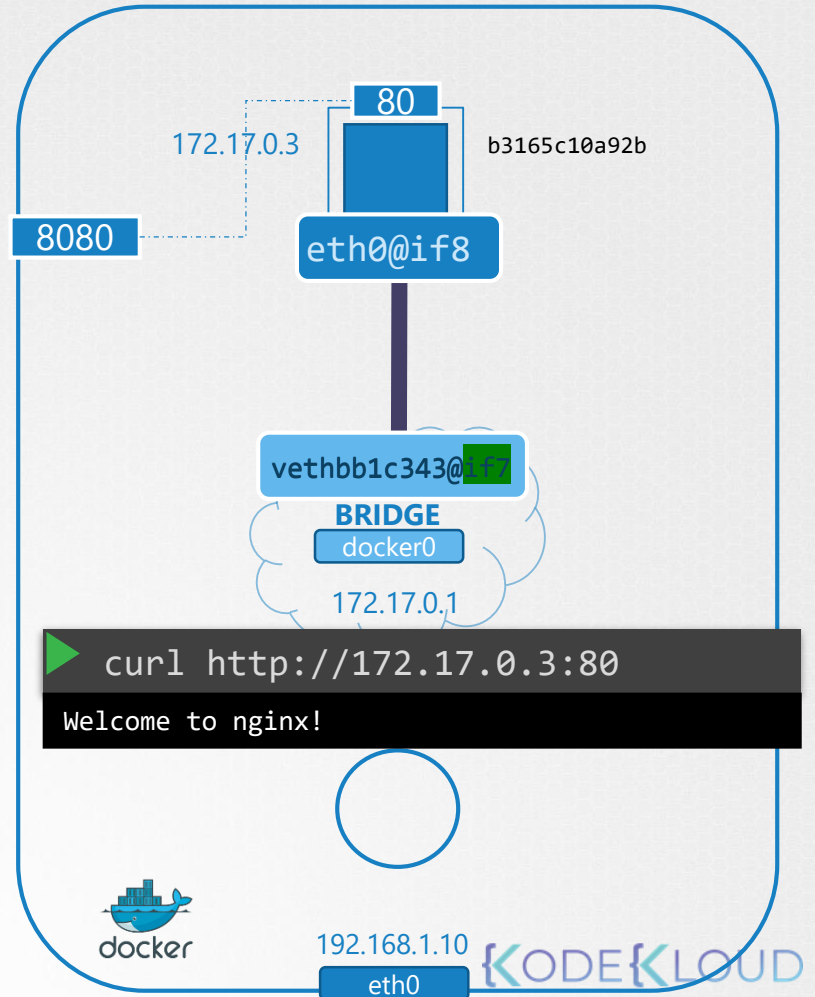 80
172.17.0.3
b3165c10a92b
8080
eth0@if8
vethbb1c343@if7
BRIDGE
docker0
172.17.0.1
curl http://172.17.0.3:80
Welcome to nginx!
docker
192.168.1.10
KODEKLOUD
eth0